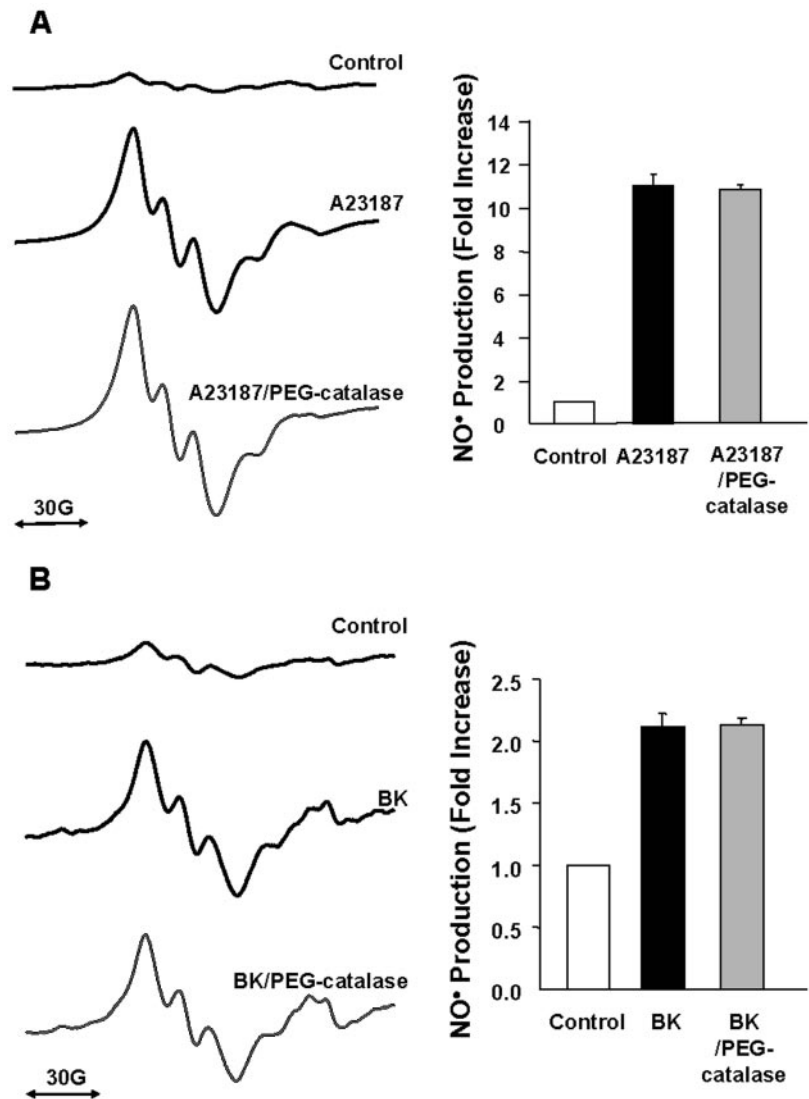 A
Control
A23187
A23187/PEG-catalase
30G
NO• Production (Fold Increase)
14
12
10
8
6
4
2
0
Control
A23187
A23187
/PEG-
catalase
B
Control
BK
BK/PEG-catalase
30G
NO• Production (Fold Increase)
2.5
2.0
1.5
1.0
0.5
0.0
Control
BK
BK
/PEG-
catalase